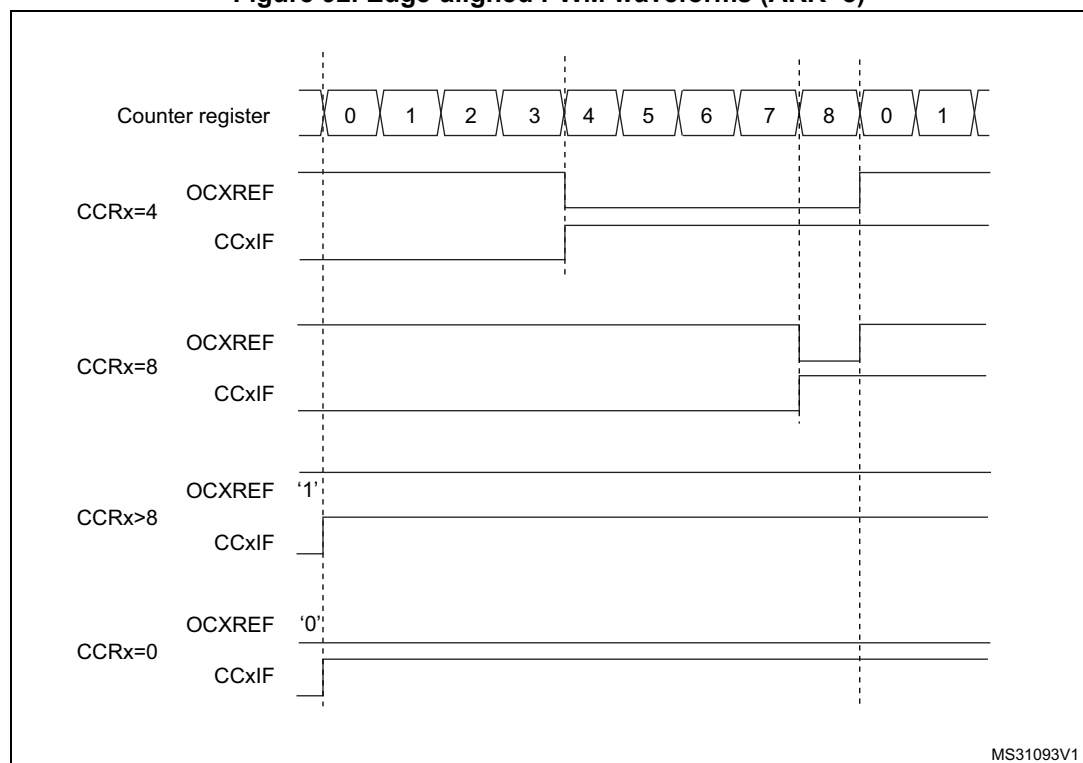 Counter register 0 1 2 3 4 5 6 7 8 0 1
OCXREF
CCRx=4
CCxIF
OCXREF
CCRx=8
CCxIF
OCXREF ‘1’
CCRx>8
CCxIF
OCXREF ‘0’
CCRx=0
CCxIF
MS31093V1